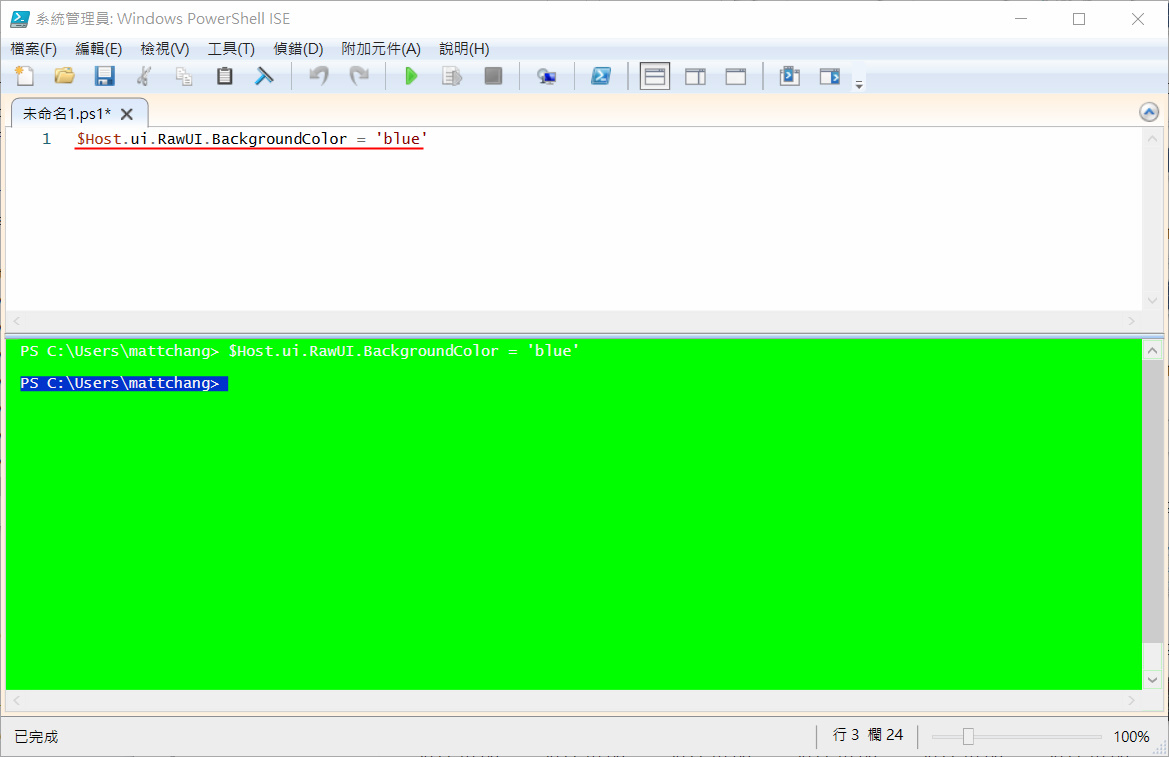 系統管理員: Windows PowerShell ISE
檔案(F) 編輯(E) 檢視(V) 工具(T) 偵錯(D) 附加元件(A) 說明(H)
未命名1.ps1*
1 $Host.ui.RawUI.BackgroundColor = 'blue'
PS C:\Users\mattchang> $Host.ui.RawUI.BackgroundColor = 'blue'
PS C:\Users\mattchang>
已完成 行 3 欄 24 100%